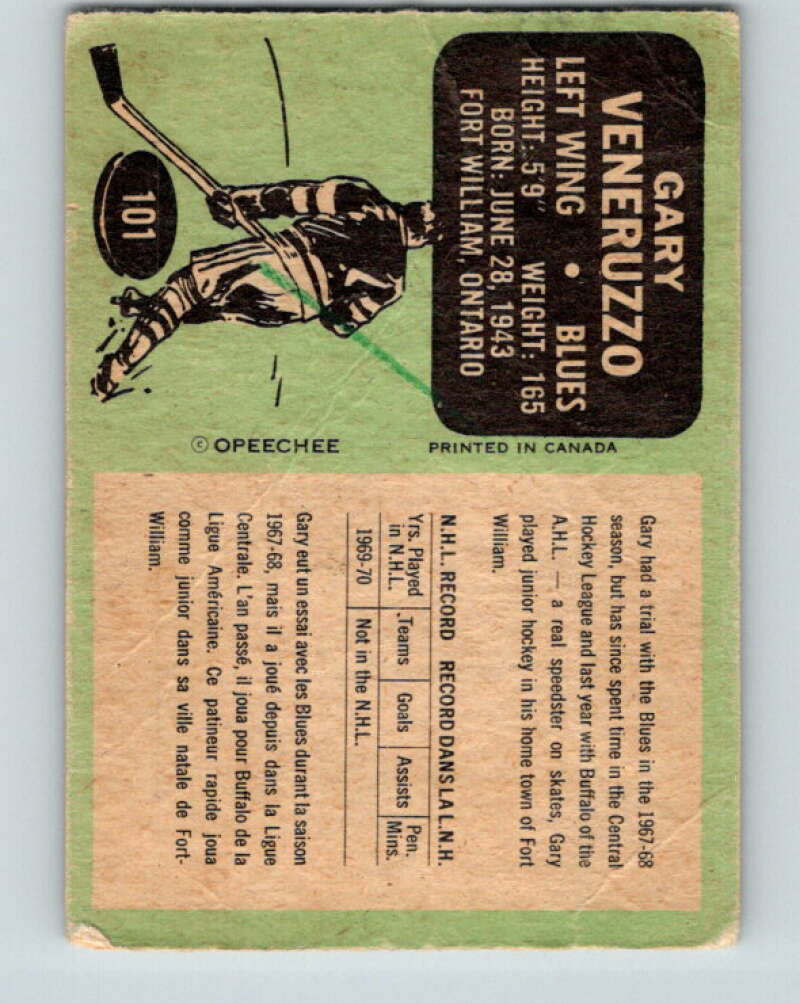 GARY
VENERUZZO
LEFT WING • BLUES
HEIGHT: 5'9" WEIGHT: 165
BORN: JUNE 28, 1943
FORT WILLIAM, ONTARIO
101
© OPEECHEE
PRINTED IN CANADA
Gary had a trial with the Blues in the 1967-68
season, but has since spent time in the Central
Hockey League and last year with Buffalo of the
A.H.L. — a real speedster on skates, Gary
played junior hockey in his home town of Fort
William.
N.H.L. RECORD RECORD DANS LA L.N.H.
Yrs. Played in N.H.L. Teams Goals Assists Pen. Mins.
1969-70 Not in the N.H.L.
Gary eut un essai avec les Blues durant la saison
1967-68, mais il a joué depuis dans la Ligue
Centrale. L'an passé, il joua pour Buffalo de la
Ligue Américaine. Ce patineur rapide joua
comme junior dans sa ville natale de Fort-
William.